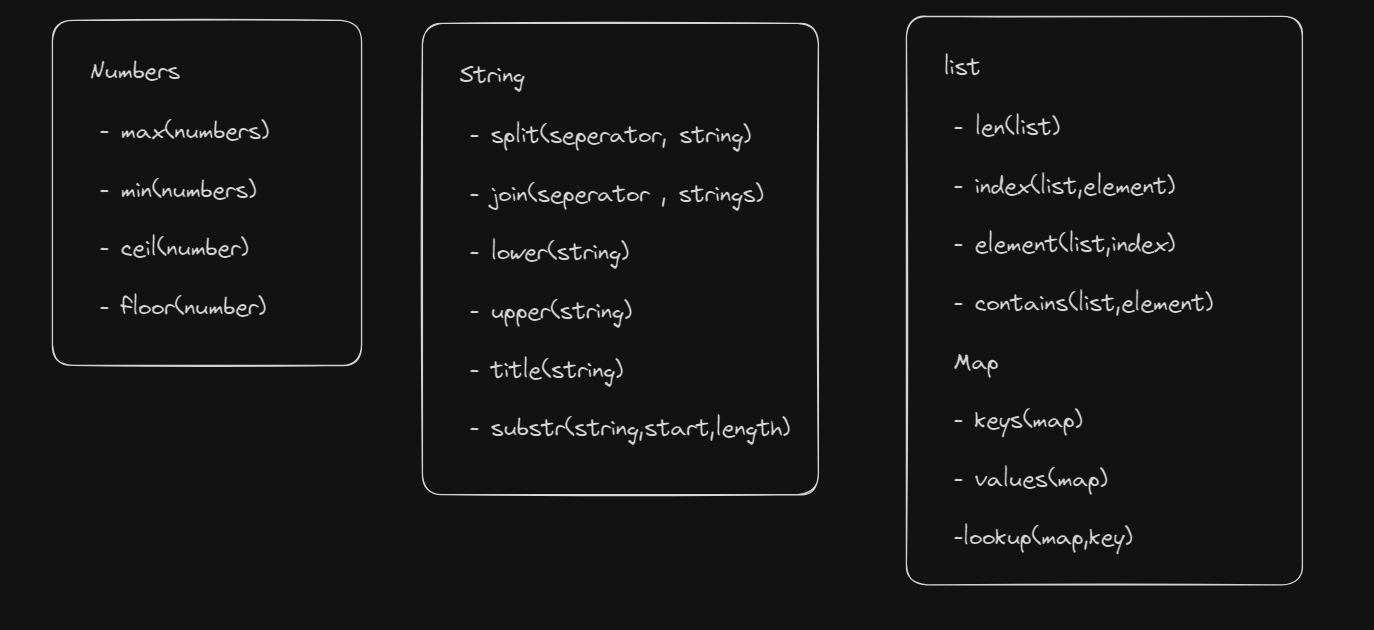 Numbers
- max(numbers)
- min(numbers)
- ceil(number)
- floor(number)
String
- split(seperator, string)
- join(seperator , strings)
- lower(string)
- upper(string)
- title(string)
- substr(string,start,length)
list
- len(list)
- index(list,element)
- element(list,index)
- contains(list,element)
Map
- keys(map)
- values(map)
-lookup(map,key)